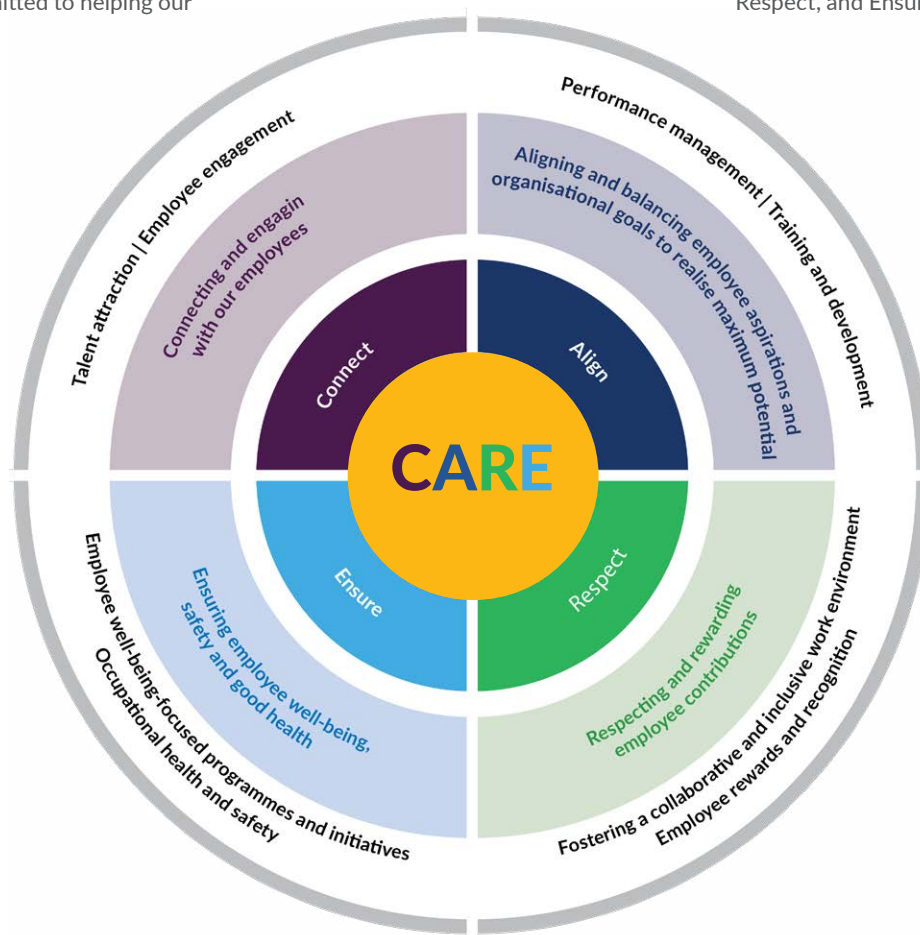 itted to helping our
Respect, and Ensur
Talent attraction | Employee engagement
Connecting and engagin
with our employees
Connect
Performance management | Training and development
Aligning and balancing employee aspirations and
organisational goals to realise maximum potential
Align
CARE
Ensure
Ensuring employee well-being,
safety and good health
Employee well-being-focused programmes and initiatives
Occupational health and safety
Respect
Respecting and rewarding
employee contributions
Fostering a collaborative and inclusive work environment
Employee rewards and recognition